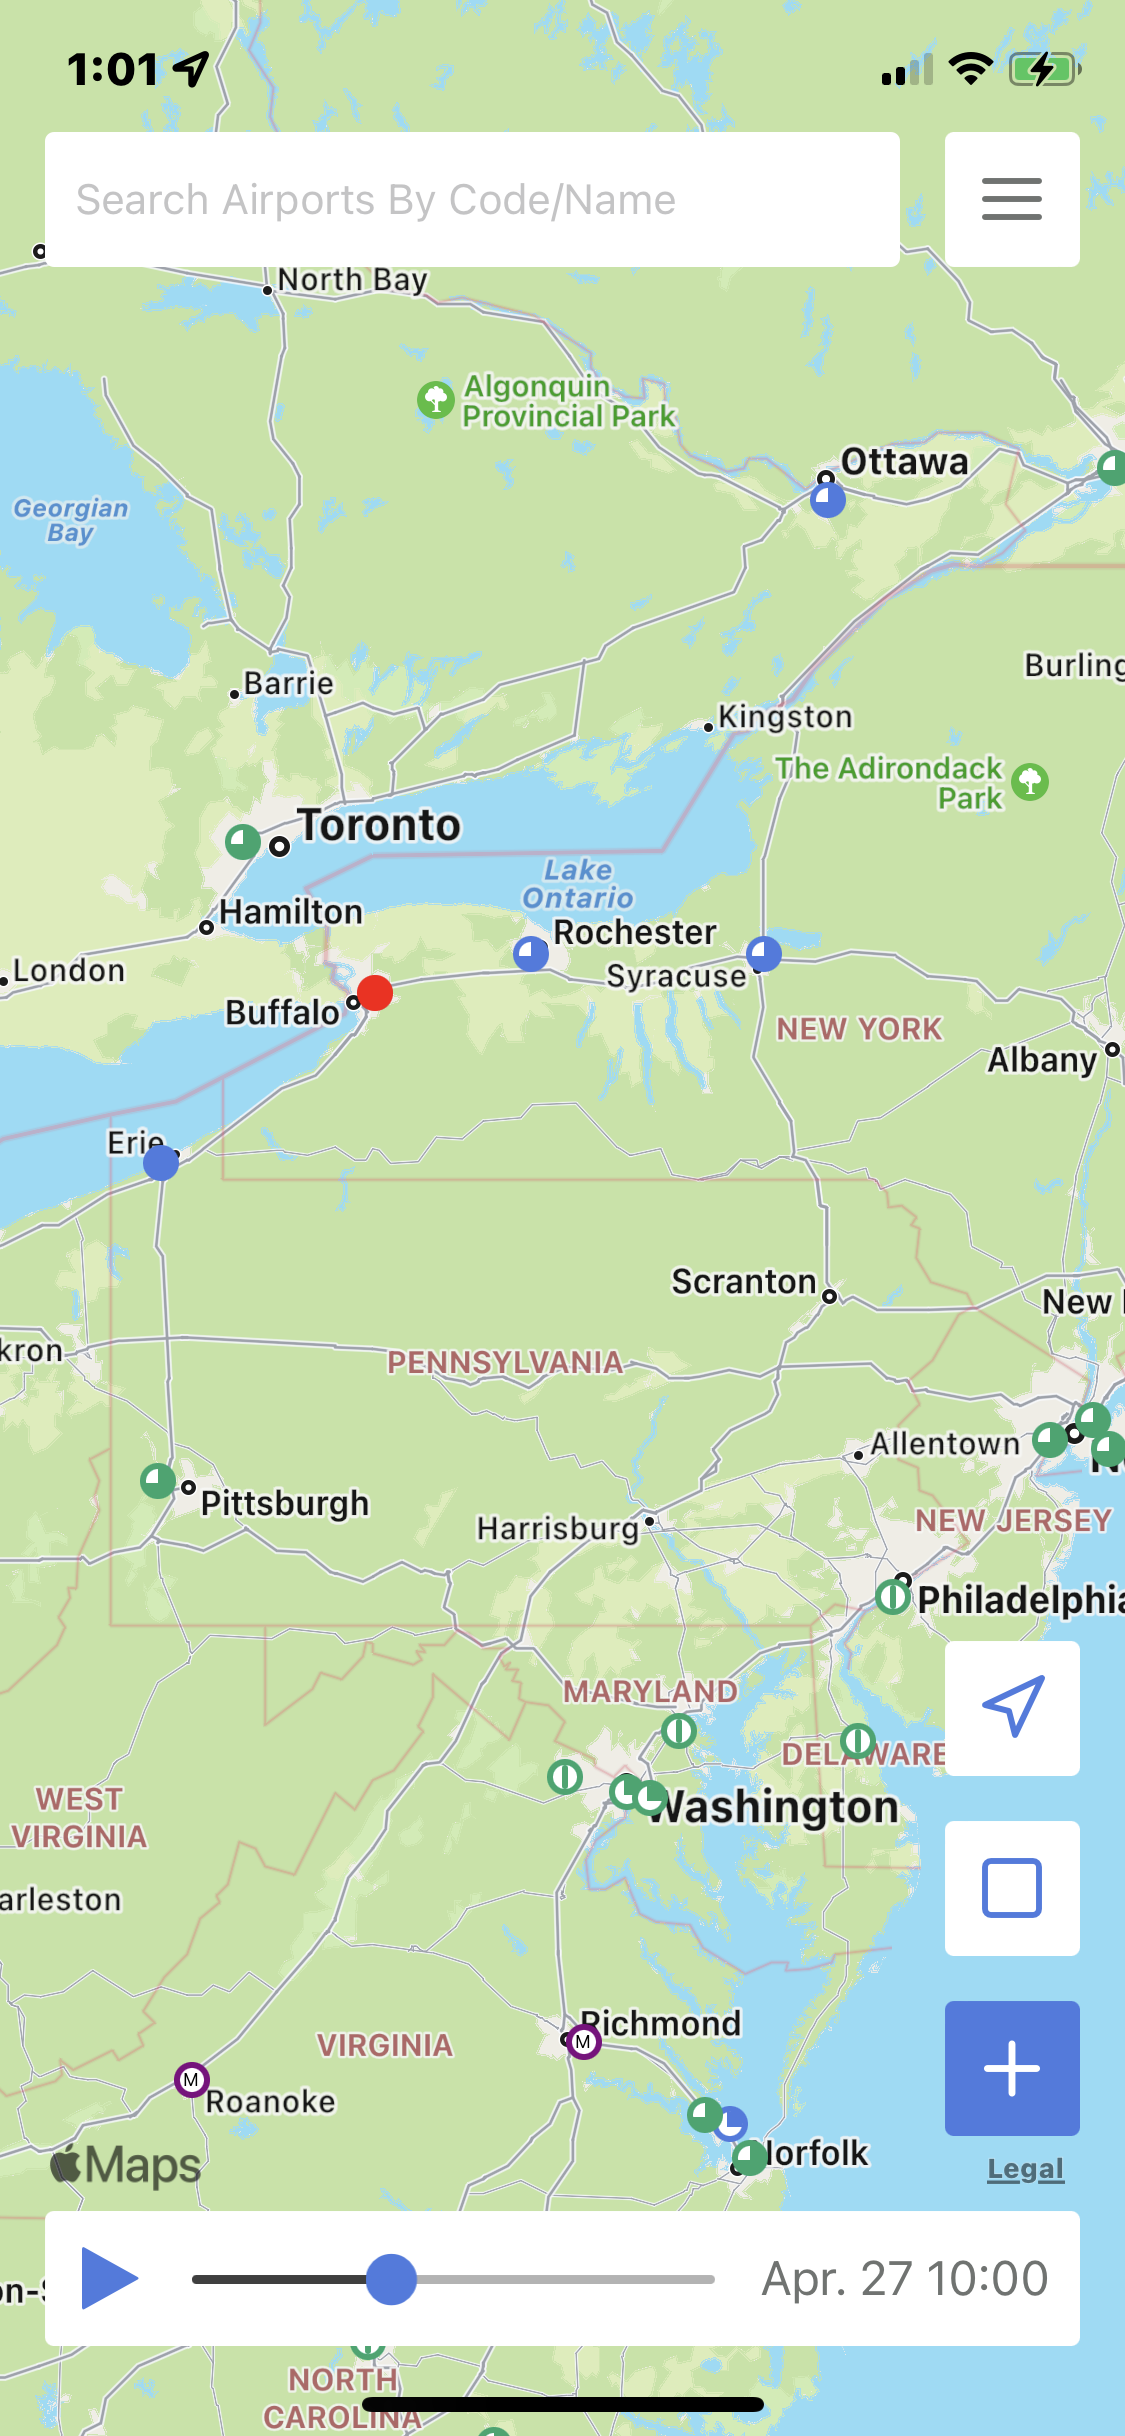 1:01
Search Airports By Code/Name
North Bay
Algonquin
Provincial Park
Ottawa
Georgian
Bay
Burling
Barrie
Kingston
The Adirondack
Park
Toronto
Lake
Ontario
Hamilton
Rochester
London
Syracuse
Buffalo
NEW YORK
Albany
Erie
Scranton
New
kron
PENNSYLVANIA
Allentown
N
Pittsburgh
Harrisburg
NEW JERSEY
Philadelphia
MARYLAND
DELAWARE
WEST
VIRGINIA
Washington
arleston
Richmond
M
VIRGINIA
M
Roanoke
Norfolk
Maps
Legal
on-S
Apr. 27 10:00
NORTH
CAROLINA